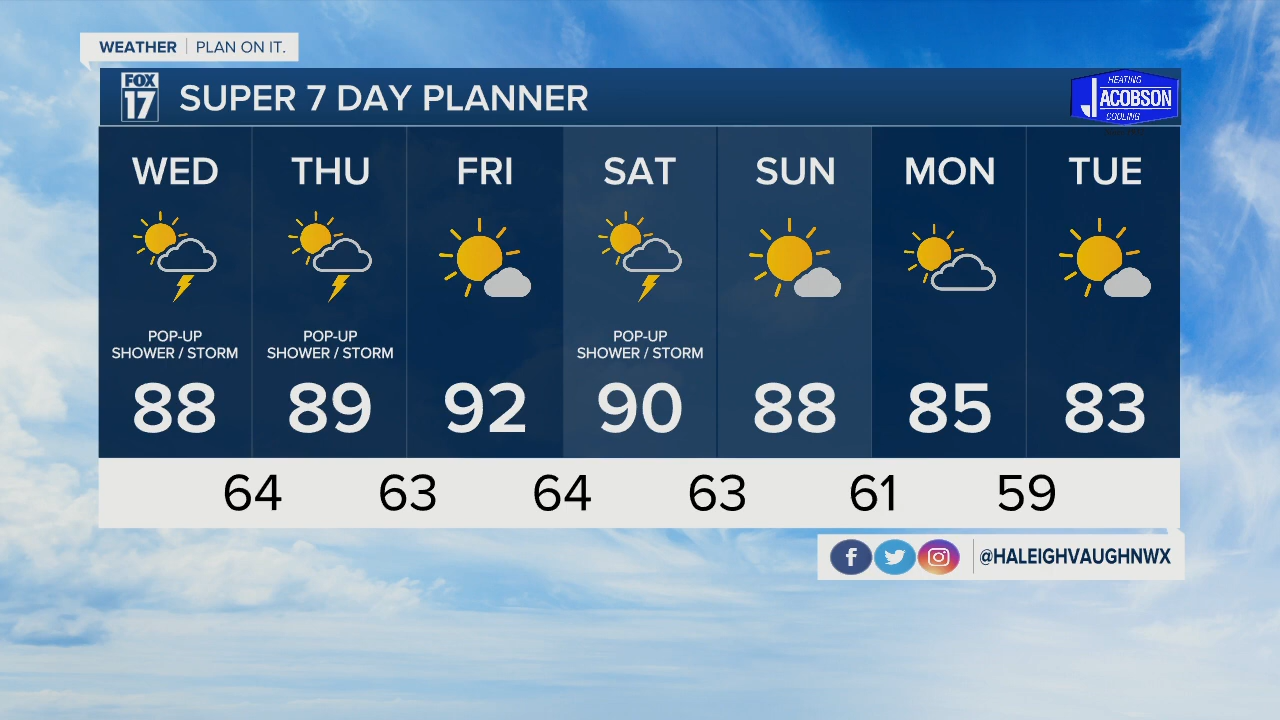 WEATHER | PLAN ON IT.
FOX
17
SUPER 7 DAY PLANNER
HEATING
JACOBSON
COOLING
WED THU FRI SAT SUN MON TUE
POP-UP POP-UP POP-UP
SHOWER / STORM SHOWER / STORM SHOWER / STORM
88 89 92 90 88 85 83
64 63 64 63 61 59
@HALEIGHVAUGHNWX